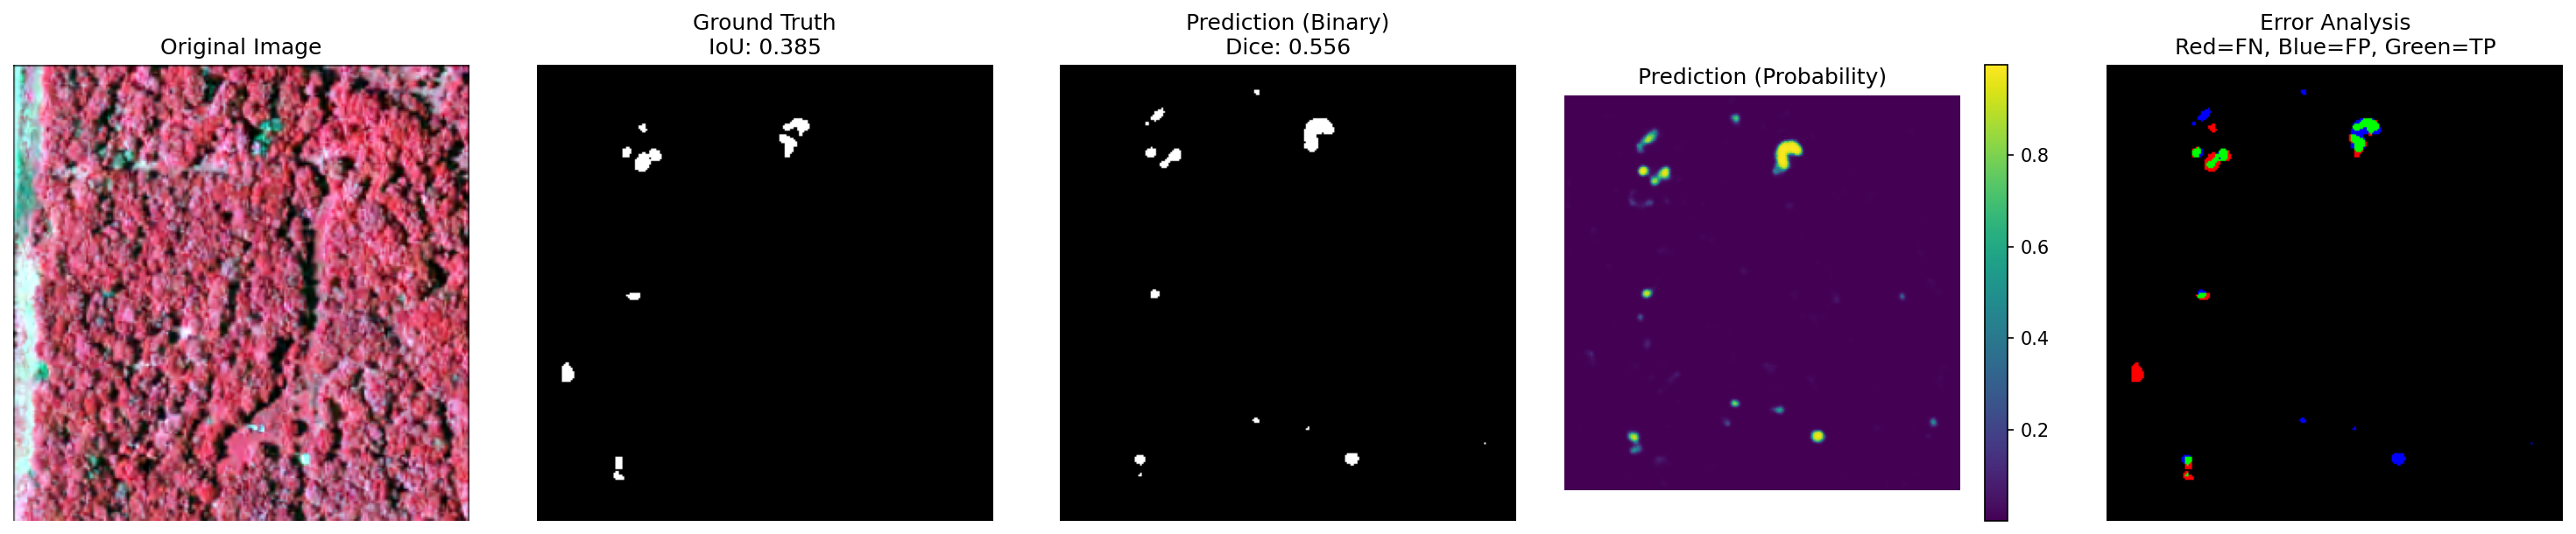 Original Image
Ground Truth
IoU: 0.385
Prediction (Binary)
Dice: 0.556
Prediction (Probability)
0.8
0.6
0.4
0.2
Error Analysis
Red=FN, Blue=FP, Green=TP